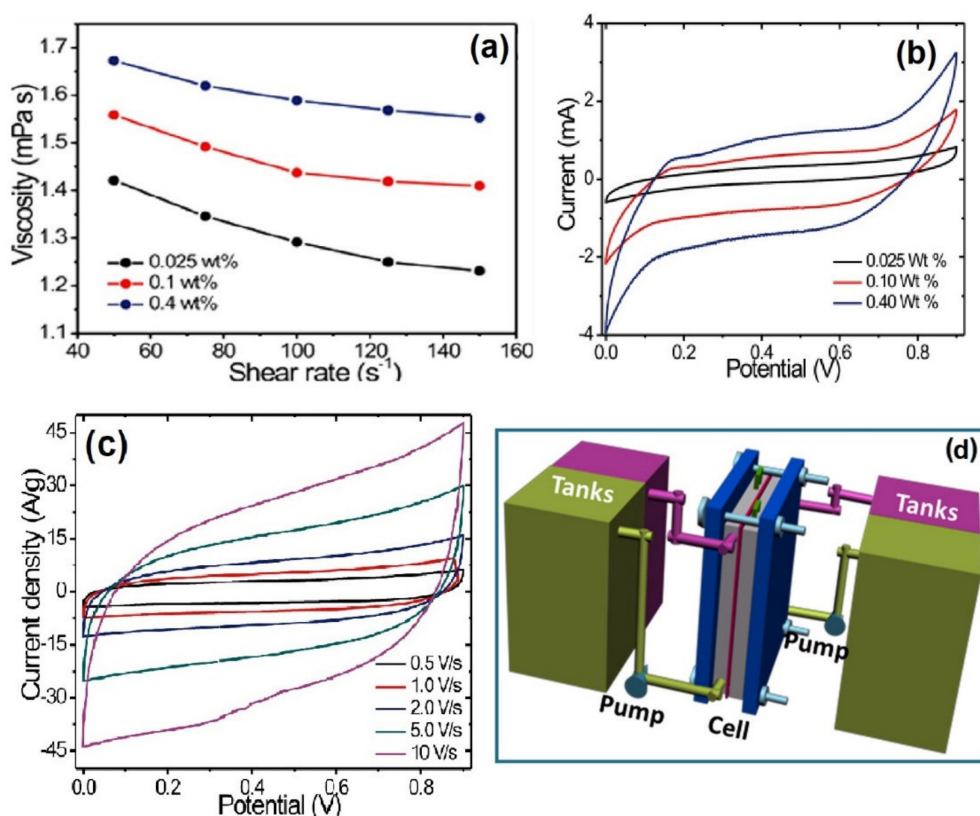 (a)
1.7
1.6
1.5
1.4
1.3
1.2
1.1
Viscosity (mPa s)
0.025 wt%
0.1 wt%
0.4 wt%
40 60 80 100 120 140 160
Shear rate (s⁻¹)
(b)
4
2
0
-2
-4
Current (mA)
0.025 Wt %
0.10 Wt %
0.40 Wt %
0.0 0.2 0.4 0.6 0.8
Potential (V)
(c)
45
30
15
0
-15
-30
-45
Current density (A/g)
0.5 V/s
1.0 V/s
2.0 V/s
5.0 V/s
10 V/s
0.0 0.2 0.4 0.6 0.8
Potential (V)
(d)
Tanks
Tanks
Pump
Pump
Cell